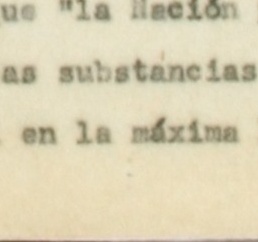 ue "la Nación
as substancias
en la máxima